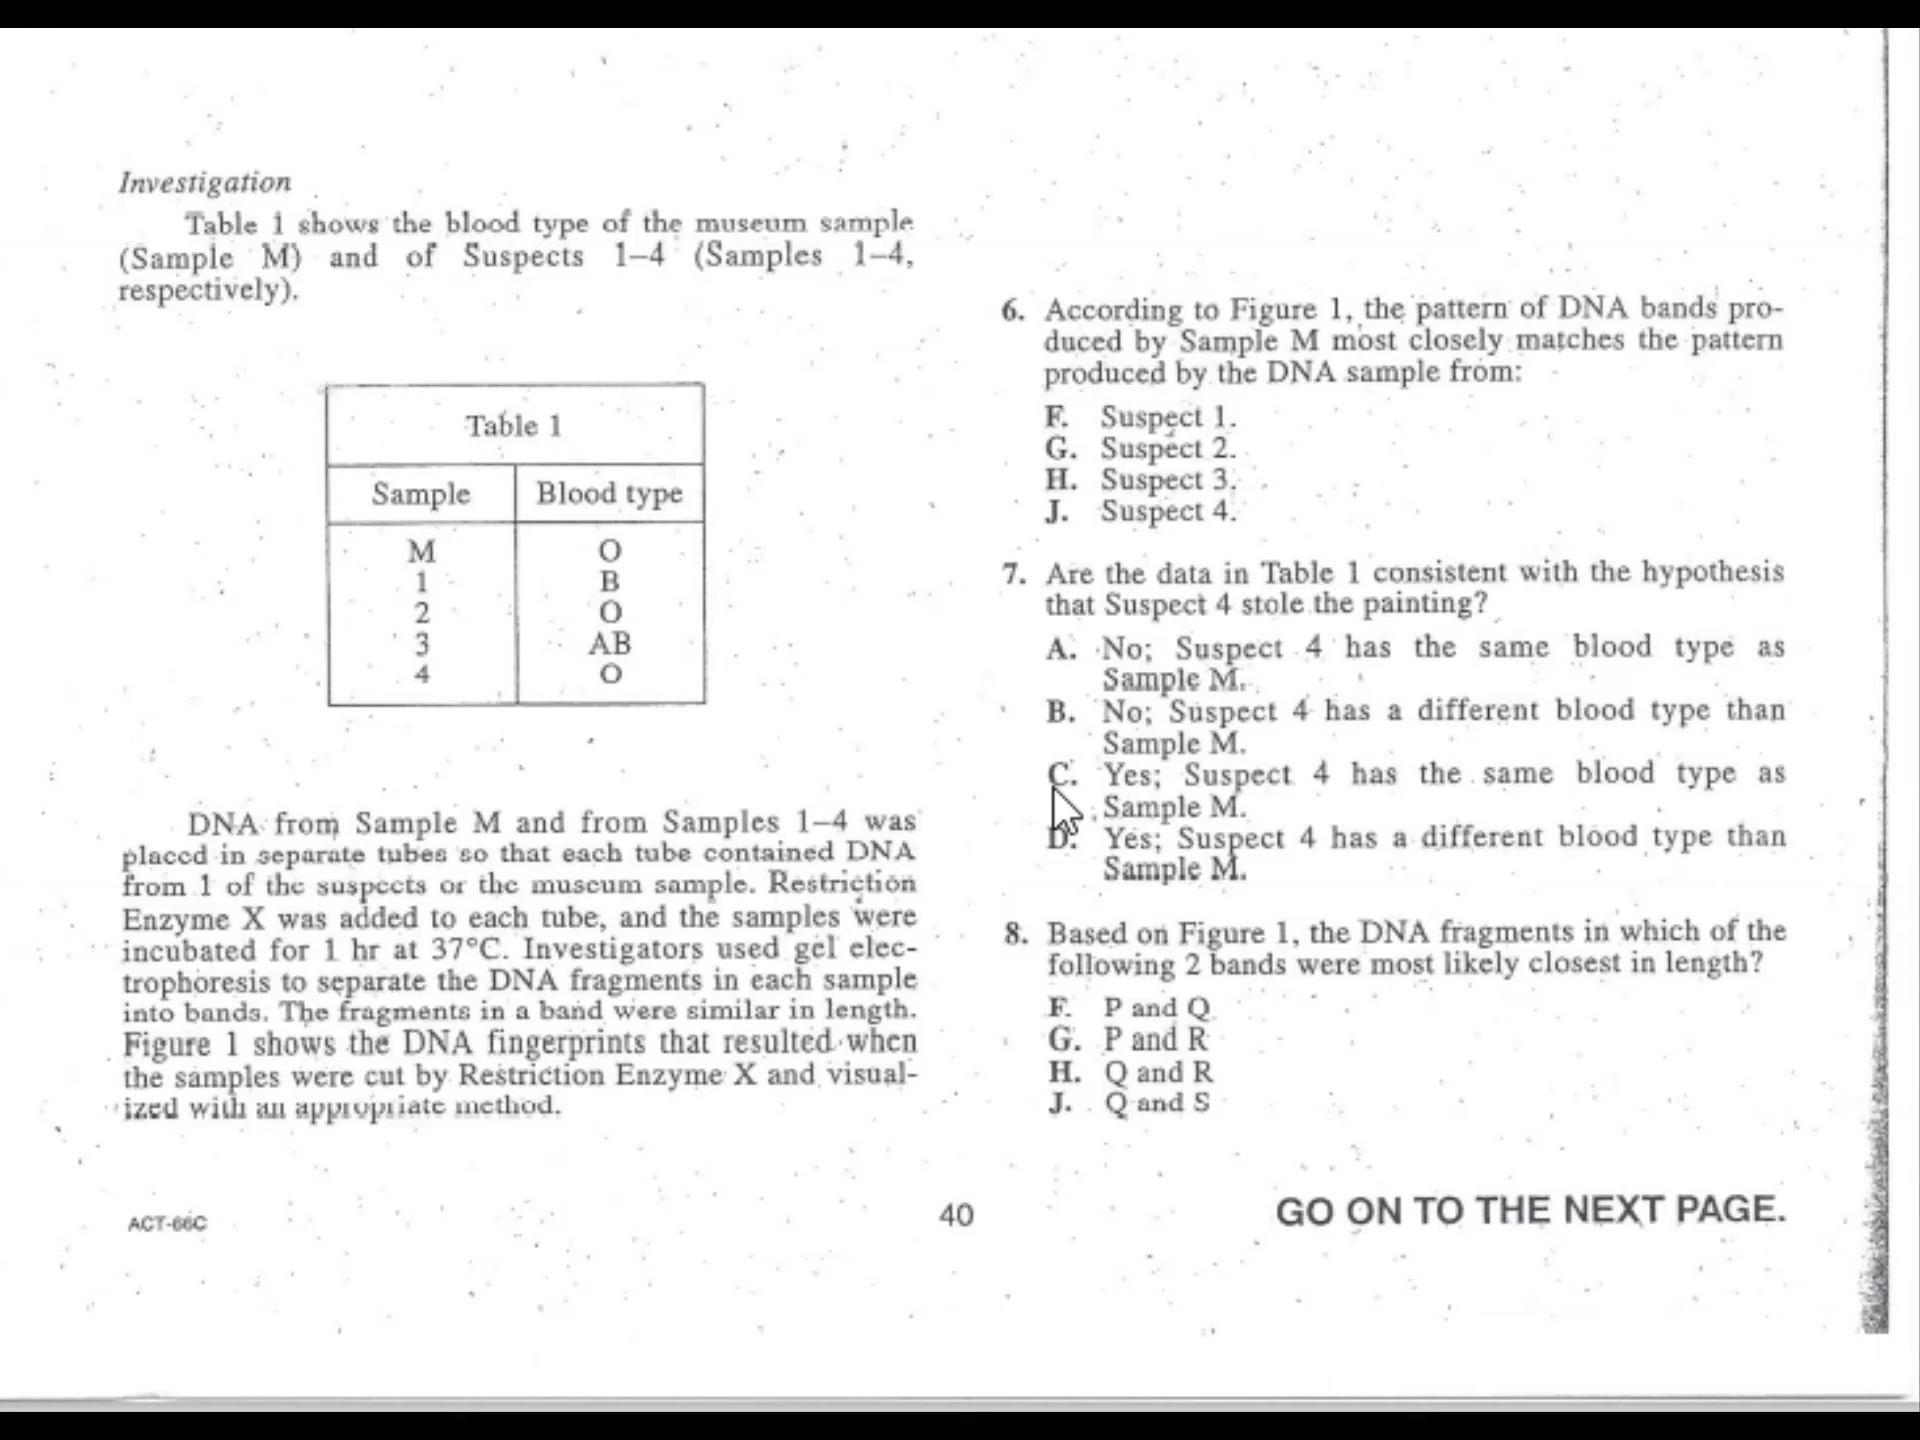 Investigation
Table 1 shows the blood type of the museum sample
(Sample M) and of Suspects 1–4 (Samples 1–4,
respectively).
Table 1
Sample Blood type
M O
1 B
2 O
3 AB
4 O
DNA from Sample M and from Samples 1–4 was
placed in separate tubes so that each tube contained DNA
from 1 of the suspects or the museum sample. Restriction
Enzyme X was added to each tube, and the samples were
incubated for 1 hr at 37°C. Investigators used gel elec-
trophoresis to separate the DNA fragments in each sample
into bands. The fragments in a band were similar in length.
Figure 1 shows the DNA fingerprints that resulted when
the samples were cut by Restriction Enzyme X and visual-
ized with an appropriate method.
6. According to Figure 1, the pattern of DNA bands pro-
duced by Sample M most closely matches the pattern
produced by the DNA sample from:
F. Suspect 1.
G. Suspect 2.
H. Suspect 3.
J. Suspect 4.
7. Are the data in Table 1 consistent with the hypothesis
that Suspect 4 stole the painting?
A. No; Suspect 4 has the same blood type as
Sample M.
B. No; Suspect 4 has a different blood type than
Sample M.
C. Yes; Suspect 4 has the same blood type as
Sample M.
D. Yes; Suspect 4 has a different blood type than
Sample M.
8. Based on Figure 1, the DNA fragments in which of the
following 2 bands were most likely closest in length?
F. P and Q
G. P and R
H. Q and R
J. Q and S
ACT-66C
40
GO ON TO THE NEXT PAGE.